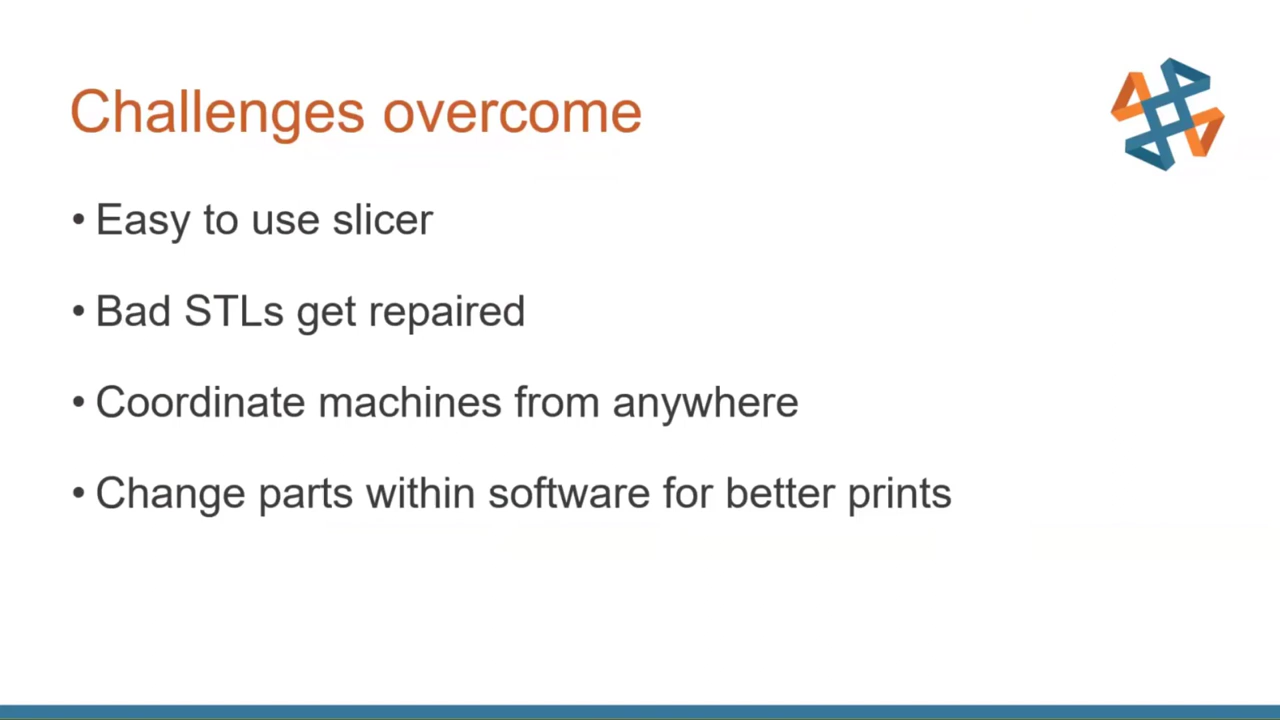 Challenges overcome
• Easy to use slicer
• Bad STLs get repaired
• Coordinate machines from anywhere
• Change parts within software for better prints